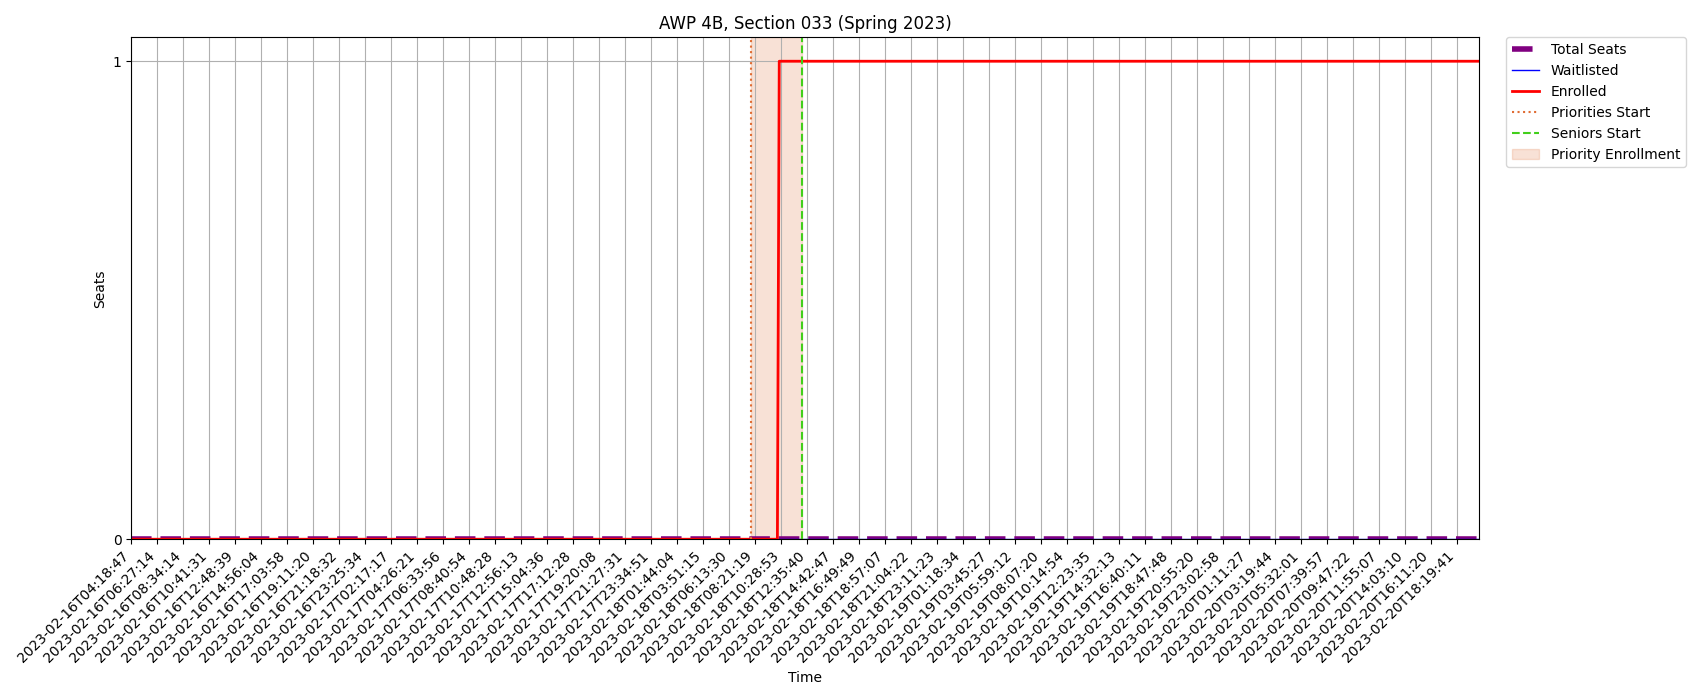 AWP 4B, Section 033 (Spring 2023)
Total Seats
Waitlisted
Enrolled
Priorities Start
Seniors Start
Priority Enrollment
1
0
Seats
2023-02-16T04:18:47
2023-02-16T06:27:14
2023-02-16T08:34:14
2023-02-16T10:41:31
2023-02-16T12:48:39
2023-02-16T14:56:04
2023-02-16T17:03:58
2023-02-16T19:11:20
2023-02-16T21:18:32
2023-02-16T23:25:34
2023-02-17T02:17:17
2023-02-17T04:26:21
2023-02-17T06:33:56
2023-02-17T08:40:54
2023-02-17T10:48:28
2023-02-17T12:56:13
2023-02-17T15:04:36
2023-02-17T17:12:28
2023-02-17T19:20:08
2023-02-17T21:27:31
2023-02-17T23:34:51
2023-02-18T01:44:04
2023-02-18T03:51:15
2023-02-18T06:13:30
2023-02-18T08:21:19
2023-02-18T10:28:53
2023-02-18T12:35:40
2023-02-18T14:42:47
2023-02-18T16:49:49
2023-02-18T18:57:07
2023-02-18T21:04:22
2023-02-18T23:11:23
2023-02-19T01:18:34
2023-02-19T03:45:27
2023-02-19T05:59:12
2023-02-19T08:07:20
2023-02-19T10:14:54
2023-02-19T12:23:35
2023-02-19T14:32:13
2023-02-19T16:40:11
2023-02-19T18:47:48
2023-02-19T20:55:20
2023-02-19T23:02:58
2023-02-20T01:11:27
2023-02-20T03:19:44
2023-02-20T05:32:01
2023-02-20T07:39:57
2023-02-20T09:47:22
2023-02-20T11:55:07
2023-02-20T14:03:10
2023-02-20T16:11:20
2023-02-20T18:19:41
Time